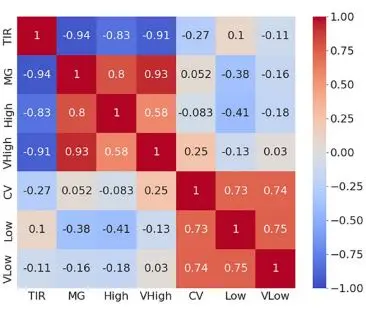 TIR 1 -0.94 -0.83 -0.91 -0.27 0.1 -0.11
MG -0.94 1 0.8 0.93 0.052 -0.38 -0.16
High -0.83 0.8 1 0.58 -0.083 -0.41 -0.18
VHigh -0.91 0.93 0.58 1 0.25 -0.13 0.03
CV -0.27 0.052 -0.083 0.25 1 0.73 0.74
Low 0.1 -0.38 -0.41 -0.13 0.73 1 0.75
VLow -0.11 -0.16 -0.18 0.03 0.74 0.75 1
TIR MG High VHigh CV Low VLow
1.00
0.75
0.50
0.25
0.00
−0.25
−0.50
−0.75
−1.00